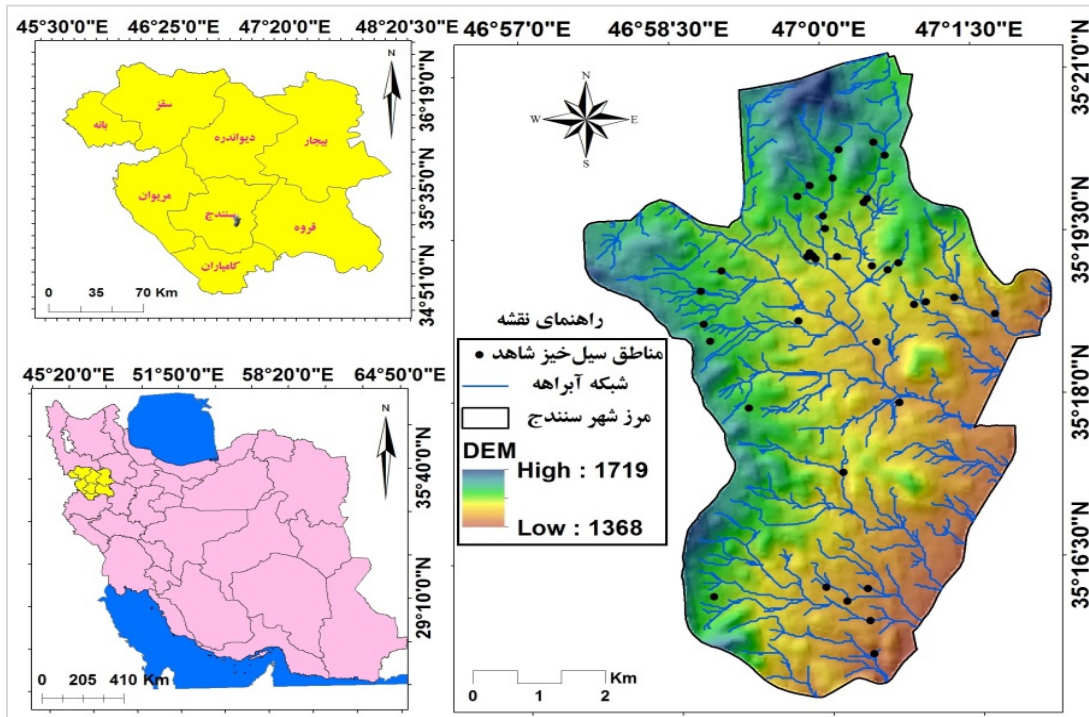 45°30'0"E 46°25'0"E 47°20'0"E 48°20'30"E
N
36°19'0"N
35°35'0"N
34°51'0"N
سقز
بانه
دیواندره
بیجار
مریوان
سنندج
قروه
کامیاران
0 35 70 Km
45°20'0"E 51°50'0"E 58°20'0"E 64°50'0"E
N
35°40'0"N
29°10'0"N
0 205 410 Km
46°57'0"E 46°58'30"E 47°0'0"E 47°1'30"E
35°21'0"N
35°19'30"N
35°18'0"N
35°16'30"N
N
W E
S
راهنمای نقشه
مناطق سیل‌خیز شاهد
شبکه آبراهه
مرز شهر سنندج
DEM
High : 1719
Low : 1368
Km
0 1 2